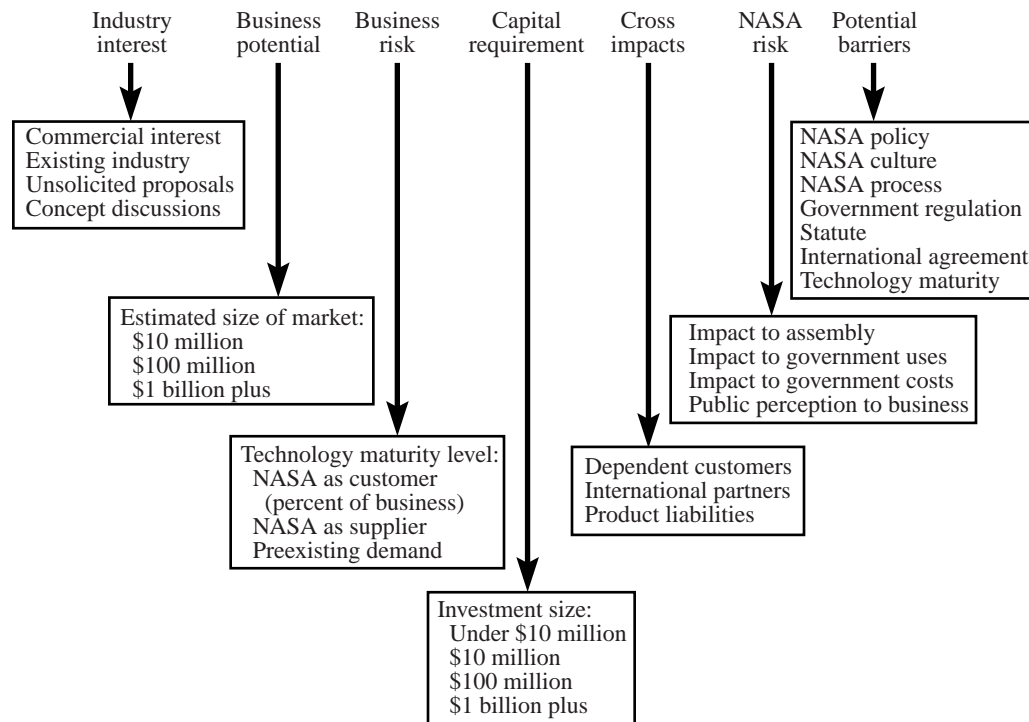 Industry
interest
Business
potential
Business
risk
Capital
requirement
Cross
impacts
NASA
risk
Potential
barriers
Commercial interest
Existing industry
Unsolicited proposals
Concept discussions
NASA policy
NASA culture
NASA process
Government regulation
Statute
International agreement
Technology maturity
Estimated size of market:
$10 million
$100 million
$1 billion plus
Impact to assembly
Impact to government uses
Impact to government costs
Public perception to business
Technology maturity level:
NASA as customer
(percent of business)
NASA as supplier
Preexisting demand
Dependent customers
International partners
Product liabilities
Investment size:
Under $10 million
$10 million
$100 million
$1 billion plus